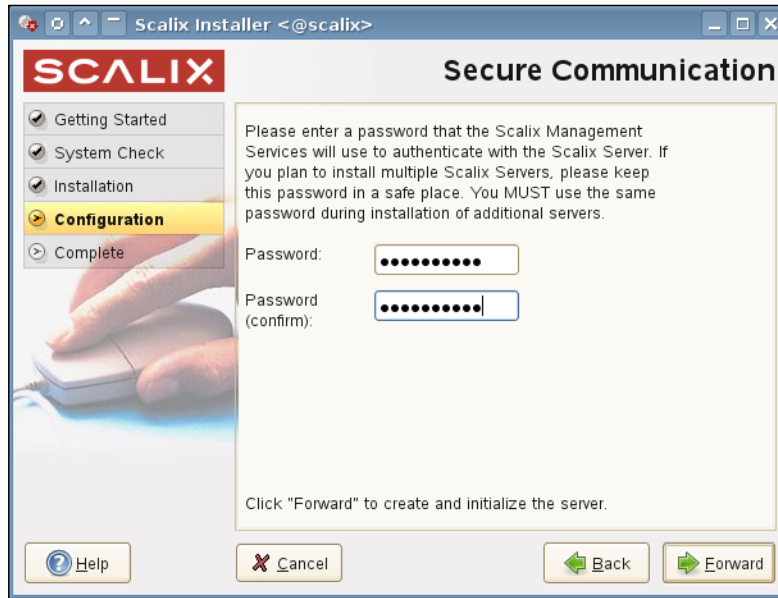 Scalix Installer <@scalix>
SCALIX
Secure Communication
Getting Started
System Check
Installation
Configuration
Complete
Please enter a password that the Scalix Management
Services will use to authenticate with the Scalix Server. If
you plan to install multiple Scalix Servers, please keep
this password in a safe place. You MUST use the same
password during installation of additional servers.
Password:
Password
(confirm):
Click "Forward" to create and initialize the server.
Help
Cancel
Back
Forward